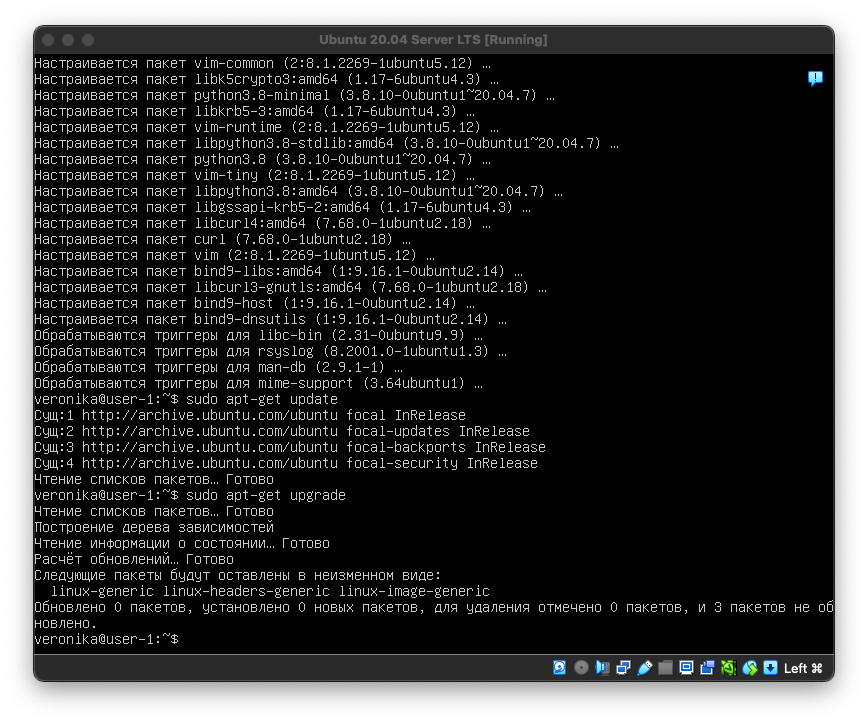 Ubuntu 20.04 Server LTS [Running]
Настраивается пакет vim-common (2:8.1.2269-1ubuntu5.12) …
Настраивается пакет libk5crypto3:amd64 (1.17-6ubuntu4.3) …
Настраивается пакет python3.8-minimal (3.8.10-0ubuntu1~20.04.7) …
Настраивается пакет libkrb5-3:amd64 (1.17-6ubuntu4.3) …
Настраивается пакет vim-runtime (2:8.1.2269-1ubuntu5.12) …
Настраивается пакет libpython3.8-stdlib:amd64 (3.8.10-0ubuntu1~20.04.7) …
Настраивается пакет python3.8 (3.8.10-0ubuntu1~20.04.7) …
Настраивается пакет vim-tiny (2:8.1.2269-1ubuntu5.12) …
Настраивается пакет libpython3.8:amd64 (3.8.10-0ubuntu1~20.04.7) …
Настраивается пакет libgssapi-krb5-2:amd64 (1.17-6ubuntu4.3) …
Настраивается пакет libcurl4:amd64 (7.68.0-1ubuntu2.18) …
Настраивается пакет curl (7.68.0-1ubuntu2.18) …
Настраивается пакет vim (2:8.1.2269-1ubuntu5.12) …
Настраивается пакет bind9-libs:amd64 (1:9.16.1-0ubuntu2.14) …
Настраивается пакет libcurl3-gnutls:amd64 (7.68.0-1ubuntu2.18) …
Настраивается пакет bind9-host (1:9.16.1-0ubuntu2.14) …
Настраивается пакет bind9-dnsutils (1:9.16.1-0ubuntu2.14) …
Обрабатываются триггеры для libc-bin (2.31-0ubuntu9.9) …
Обрабатываются триггеры для rsyslog (8.2001.0-1ubuntu1.3) …
Обрабатываются триггеры для man-db (2.9.1-1) …
Обрабатываются триггеры для mime-support (3.64ubuntu1) …
veronika@user-1:~$ sudo apt-get update
Сущ:1 http://archive.ubuntu.com/ubuntu focal InRelease
Сущ:2 http://archive.ubuntu.com/ubuntu focal-updates InRelease
Сущ:3 http://archive.ubuntu.com/ubuntu focal-backports InRelease
Сущ:4 http://archive.ubuntu.com/ubuntu focal-security InRelease
Чтение списков пакетов… Готово
veronika@user-1:~$ sudo apt-get upgrade
Чтение списков пакетов… Готово
Построение дерева зависимостей
Чтение информации о состоянии… Готово
Расчёт обновлений… Готово
Следующие пакеты будут оставлены в неизменном виде:
  linux-generic linux-headers-generic linux-image-generic
Обновлено 0 пакетов, установлено 0 новых пакетов, для удаления отмечено 0 пакетов, и 3 пакетов не об
новлено.
veronika@user-1:~$
Left ⌘